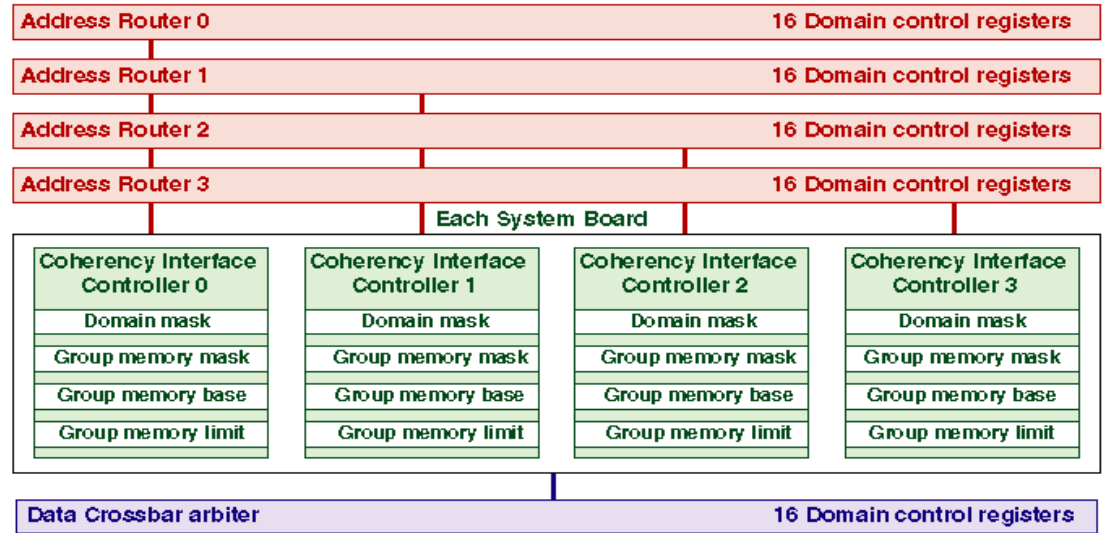 Address Router 0 16 Domain control registers
Address Router 1 16 Domain control registers
Address Router 2 16 Domain control registers
Address Router 3 16 Domain control registers
Each System Board
Coherency Interface
Controller 0
Domain mask
Group memory mask
Group memory base
Group memory limit
Coherency Interface
Controller 1
Domain mask
Group memory mask
Group memory base
Group memory limit
Coherency Interface
Controller 2
Domain mask
Group memory mask
Group memory base
Group memory limit
Coherency Interface
Controller 3
Domain mask
Group memory mask
Group memory base
Group memory limit
Data Crossbar arbiter 16 Domain control registers